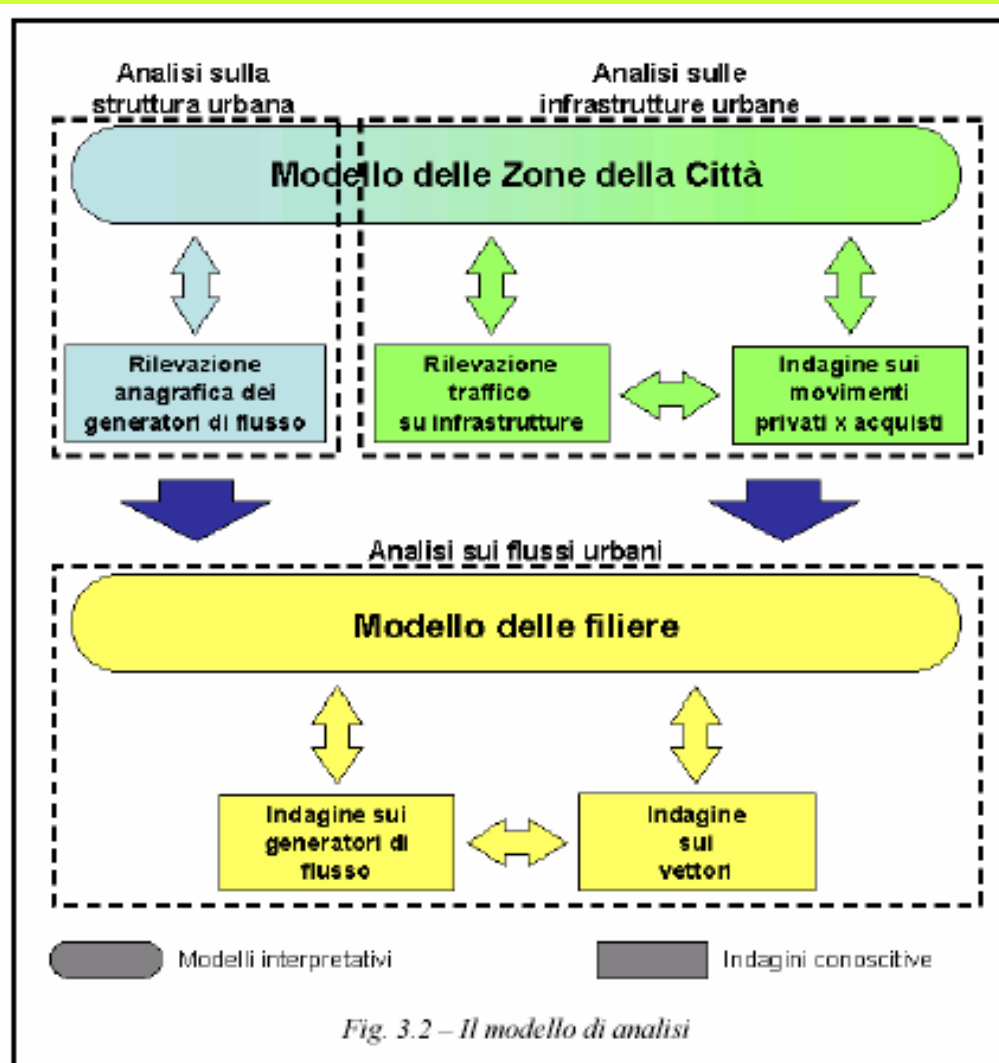 Analisi sulla
struttura urbana
Analisi sulle
infrastrutture urbane
Modello delle Zone della Città
Rilevazione
anagrafica dei
generatori di flusso
Rilevazione
traffico
su infrastrutture
Indagine sui
movimenti
privati x acquisti
Analisi sui flussi urbani
Modello delle filiere
Indagine sui
generatori di
flusso
Indagine
sui
vettori
Modelli interpretativi
Indagini conoscitive
Fig. 3.2 – Il modello di analisi